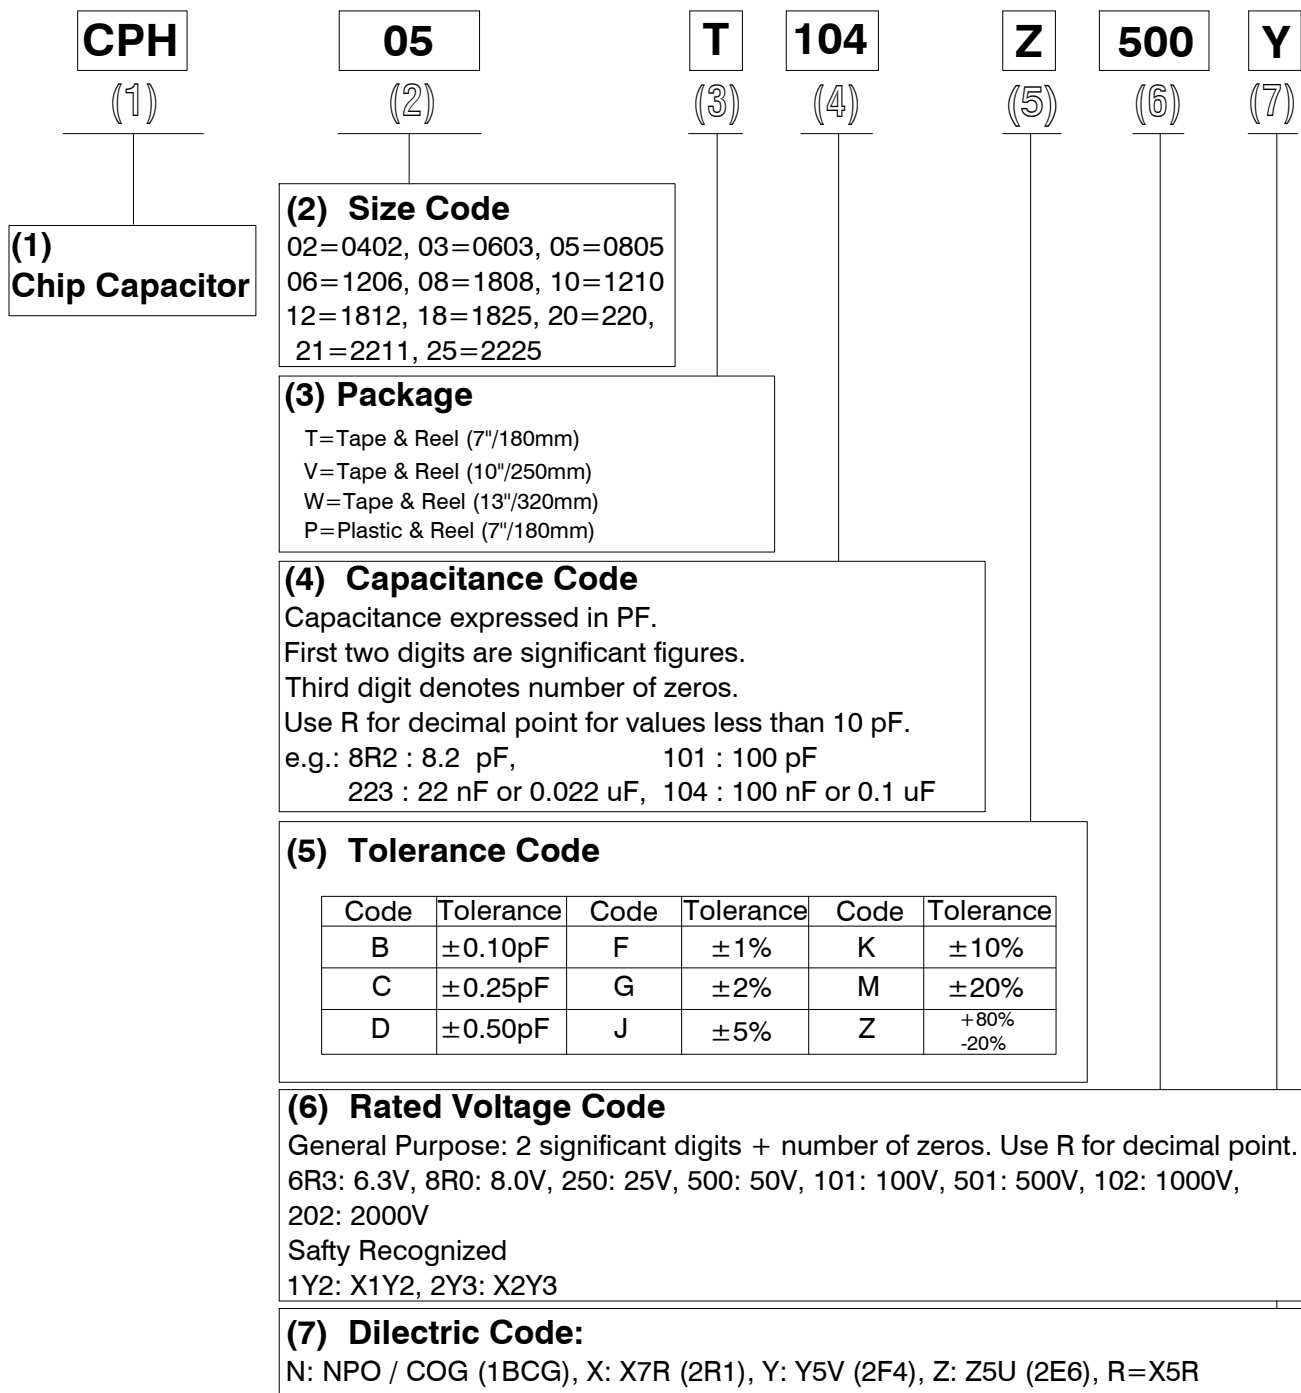 CPH 05 T 104 Z 500 Y
(1) (2) (3) (4) (5) (6) (7)
(1)
Chip Capacitor
(2) Size Code
02=0402, 03=0603, 05=0805
06=1206, 08=1808, 10=1210
12=1812, 18=1825, 20=220,
21=2211, 25=2225
(3) Package
T=Tape & Reel (7"/180mm)
V=Tape & Reel (10"/250mm)
W=Tape & Reel (13"/320mm)
P=Plastic & Reel (7"/180mm)
(4) Capacitance Code
Capacitance expressed in PF.
First two digits are significant figures.
Third digit denotes number of zeros.
Use R for decimal point for values less than 10 pF.
e.g.: 8R2 : 8.2 pF, 101 : 100 pF
223 : 22 nF or 0.022 uF, 104 : 100 nF or 0.1 uF
(5) Tolerance Code
Code Tolerance Code Tolerance Code Tolerance
B ±0.10pF F ±1% K ±10%
C ±0.25pF G ±2% M ±20%
D ±0.50pF J ±5% Z +80%
-20%
(6) Rated Voltage Code
General Purpose: 2 significant digits + number of zeros. Use R for decimal point.
6R3: 6.3V, 8R0: 8.0V, 250: 25V, 500: 50V, 101: 100V, 501: 500V, 102: 1000V,
202: 2000V
Safty Recognized
1Y2: X1Y2, 2Y3: X2Y3
(7) Dilectric Code:
N: NPO / COG (1BCG), X: X7R (2R1), Y: Y5V (2F4), Z: Z5U (2E6), R=X5R